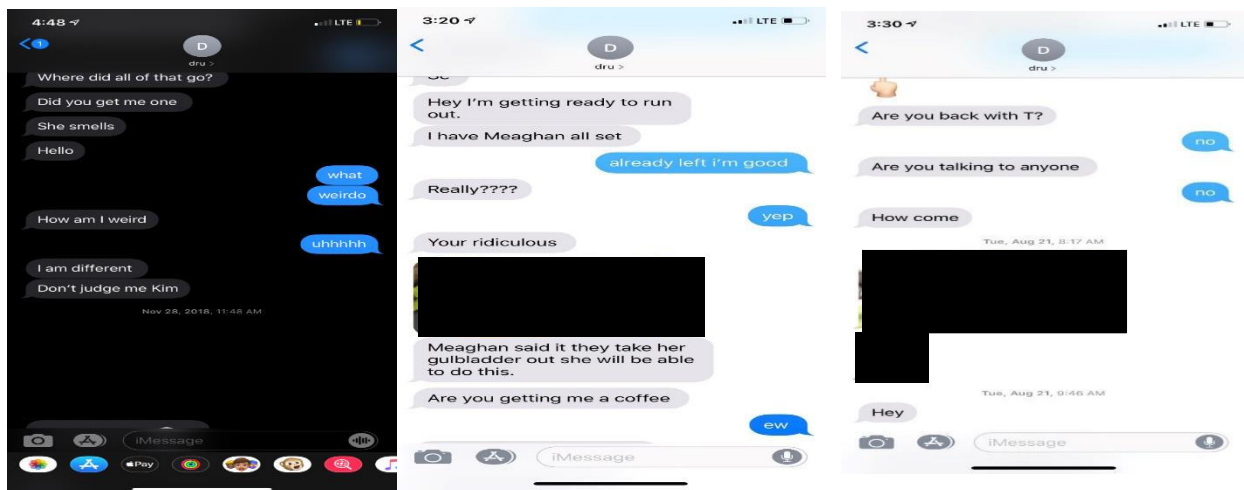 4:48
LTE
1
D
dru >
Where did all of that go?
Did you get me one
She smells
Hello
what
weirdo
How am I weird
uhhhhh
I am different
Don't judge me Kim
Nov 28, 2018, 11:48 AM
iMessage
Pay
3:20
LTE
D
dru >
Hey I'm getting ready to run
out.
I have Meaghan all set
already left i'm good
Really????
yep
Your ridiculous
Meaghan said it they take her
gulbladder out she will be able
to do this.
Are you getting me a coffee
ew
iMessage
3:30
LTE
D
dru >
Are you back with T?
no
Are you talking to anyone
no
How come
Tue, Aug 21, 8:17 AM
Tue, Aug 21, 9:46 AM
Hey
iMessage